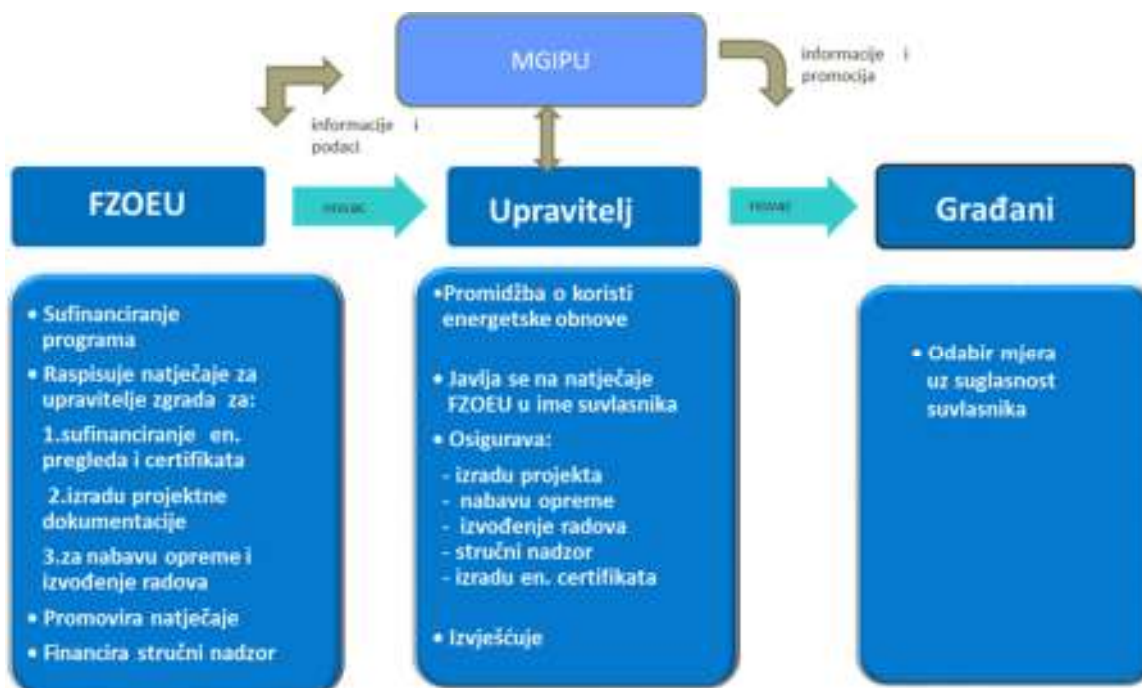 MGIPU
informacije i
promocija
informacije i
podaci
FZOEU
novac
Upravitelj
novac
Građani
• Sufinanciranje
programa
• Raspisuje natječaje za
upravitelje zgrada za:
1.sufinanciranje en.
pregleda i certifikata
2.izradu projektne
dokumentacije
3.za nabavu opreme i
izvođenje radova
• Promovira natječaje
• Financira stručni nadzor
•Promidžba o koristi
energetske obnove
• Javlja se na natječaje
FZOEU u ime suvlasnika
• Osigurava:
- izradu projekta
- nabavu opreme
- izvođenje radova
- stručni nadzor
- izradu en. certifikata
• Izvješćuje
• Odabir mjera
uz suglasnost
suvlasnika